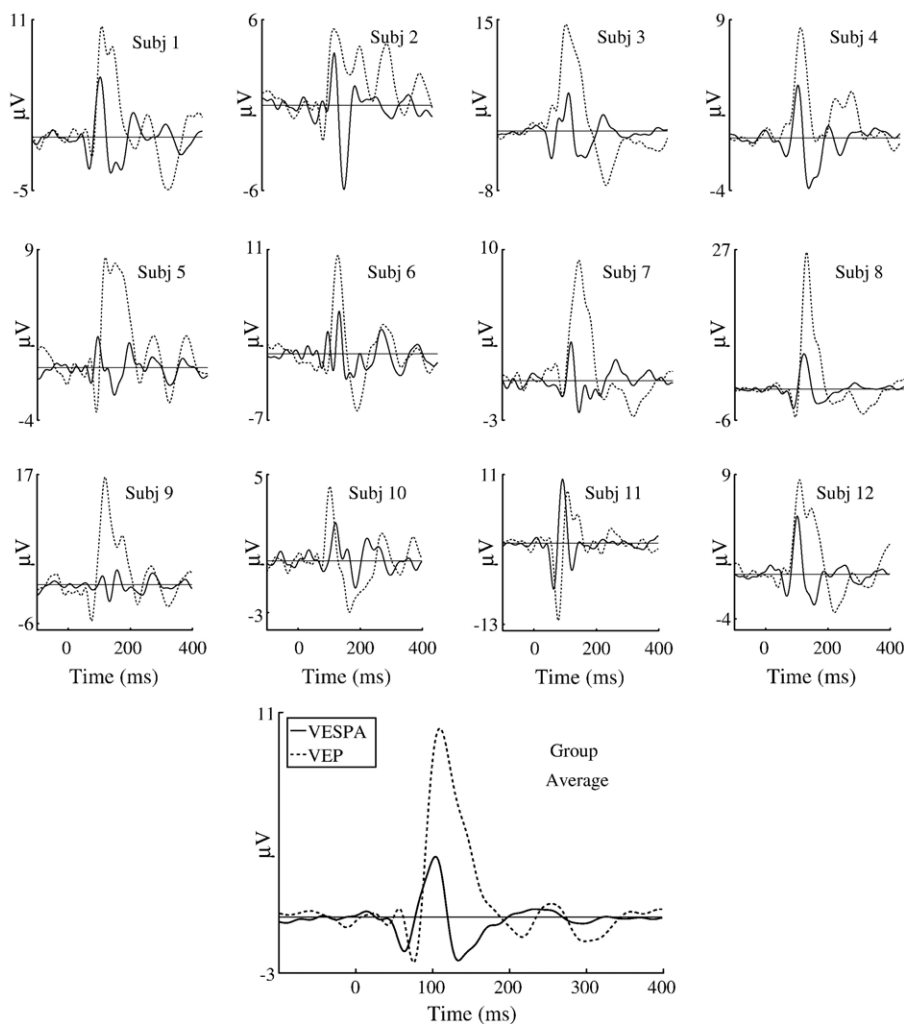 11
Subj 1
µV
-5
6
Subj 2
µV
-6
15
Subj 3
µV
-8
9
Subj 4
µV
-4
9
Subj 5
µV
-4
11
Subj 6
µV
-7
10
Subj 7
µV
-3
27
Subj 8
µV
-6
17
Subj 9
µV
-6
0 200 400
Time (ms)
5
Subj 10
µV
-3
0 200 400
Time (ms)
11
Subj 11
µV
-13
0 200 400
Time (ms)
9
Subj 12
µV
-4
0 200 400
Time (ms)
11
VESPA
VEP
Group
Average
µV
-3
0 100 200 300 400
Time (ms)